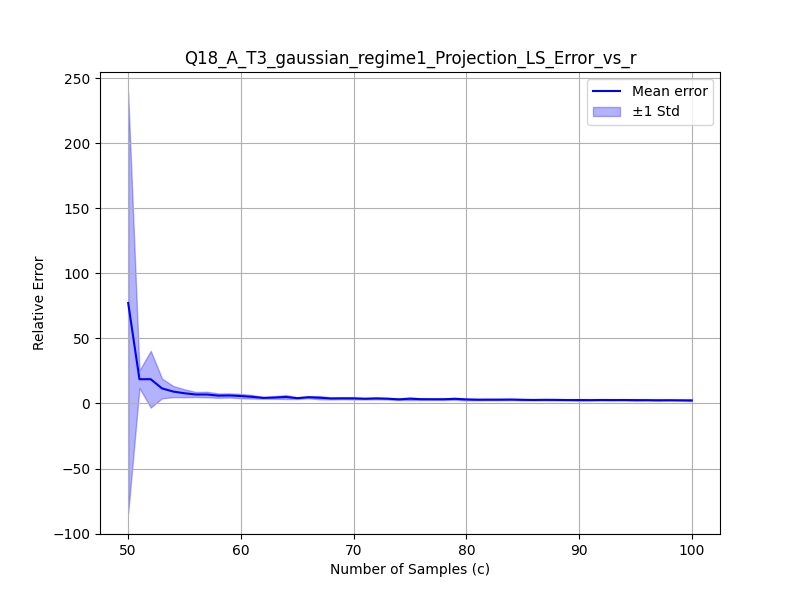 Q18_A_T3_gaussian_regime1_Projection_LS_Error_vs_r
Mean error
±1 Std
250
200
150
100
50
0
−50
−100
Relative Error
50 60 70 80 90 100
Number of Samples (c)